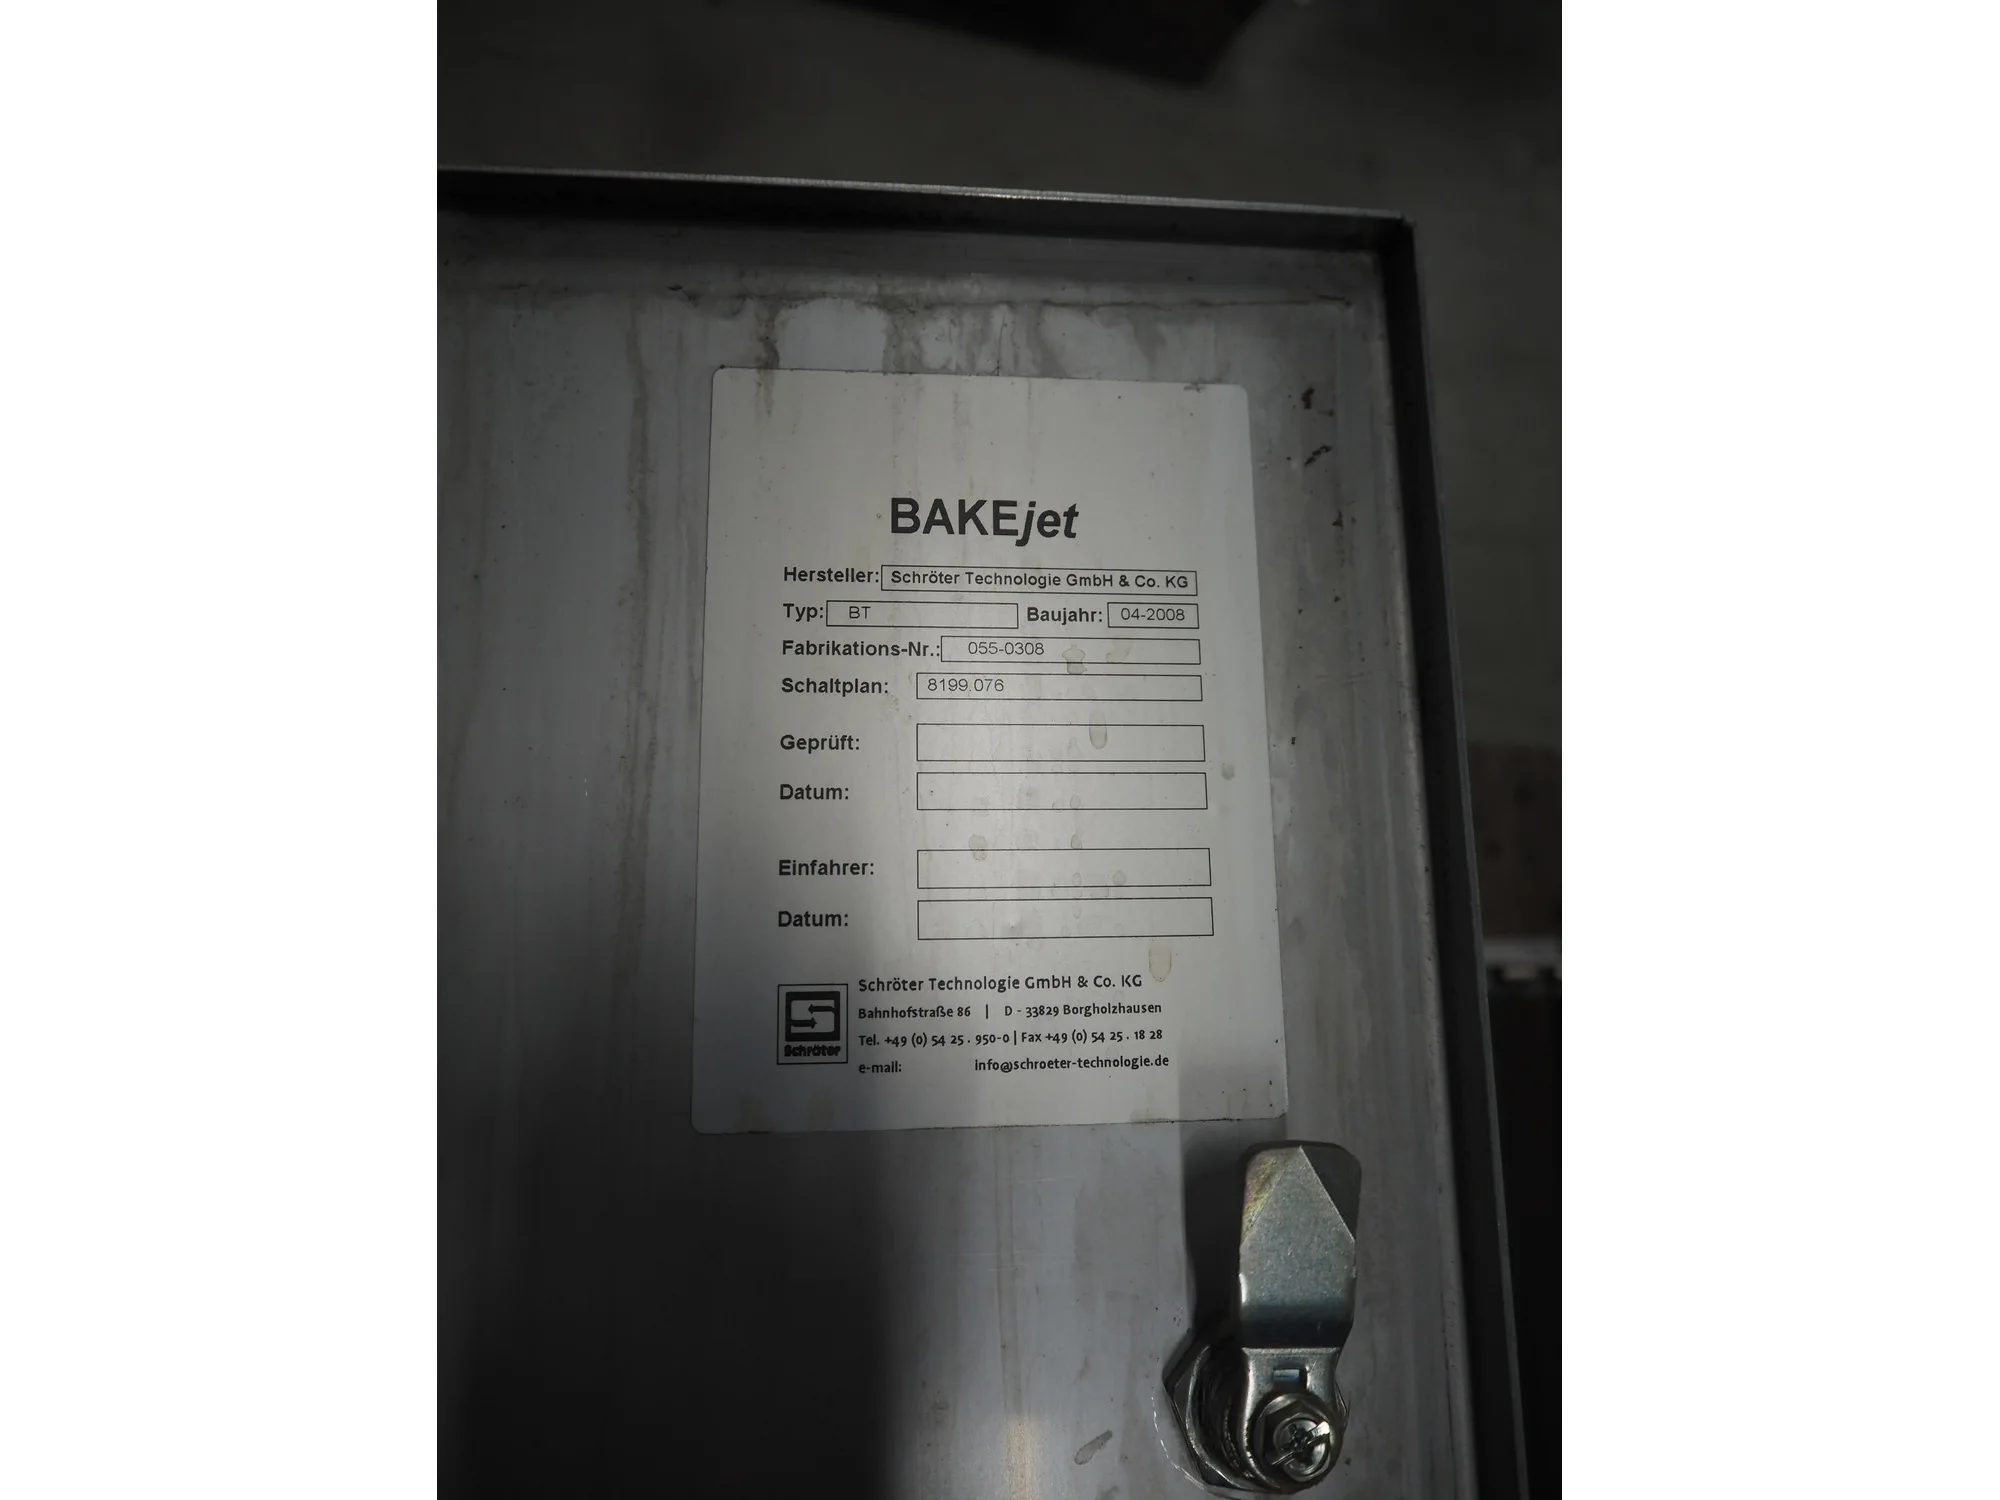 BAKEjet
Hersteller: Schröter Technologie GmbH & Co. KG
Typ: BT Baujahr: 04-2008
Fabrikations-Nr.: 055-0308
Schaltplan: 8199.076
Geprüft:
Datum:
Einfahrer:
Datum:
Schröter Technologie GmbH & Co. KG
Bahnhofstraße 86 | D - 33829 Borgholzhausen
Tel. +49 (0) 54 25 . 950-0 | Fax +49 (0) 54 25 . 18 28
e-mail: info@schroeter-technologie.de
Schröter